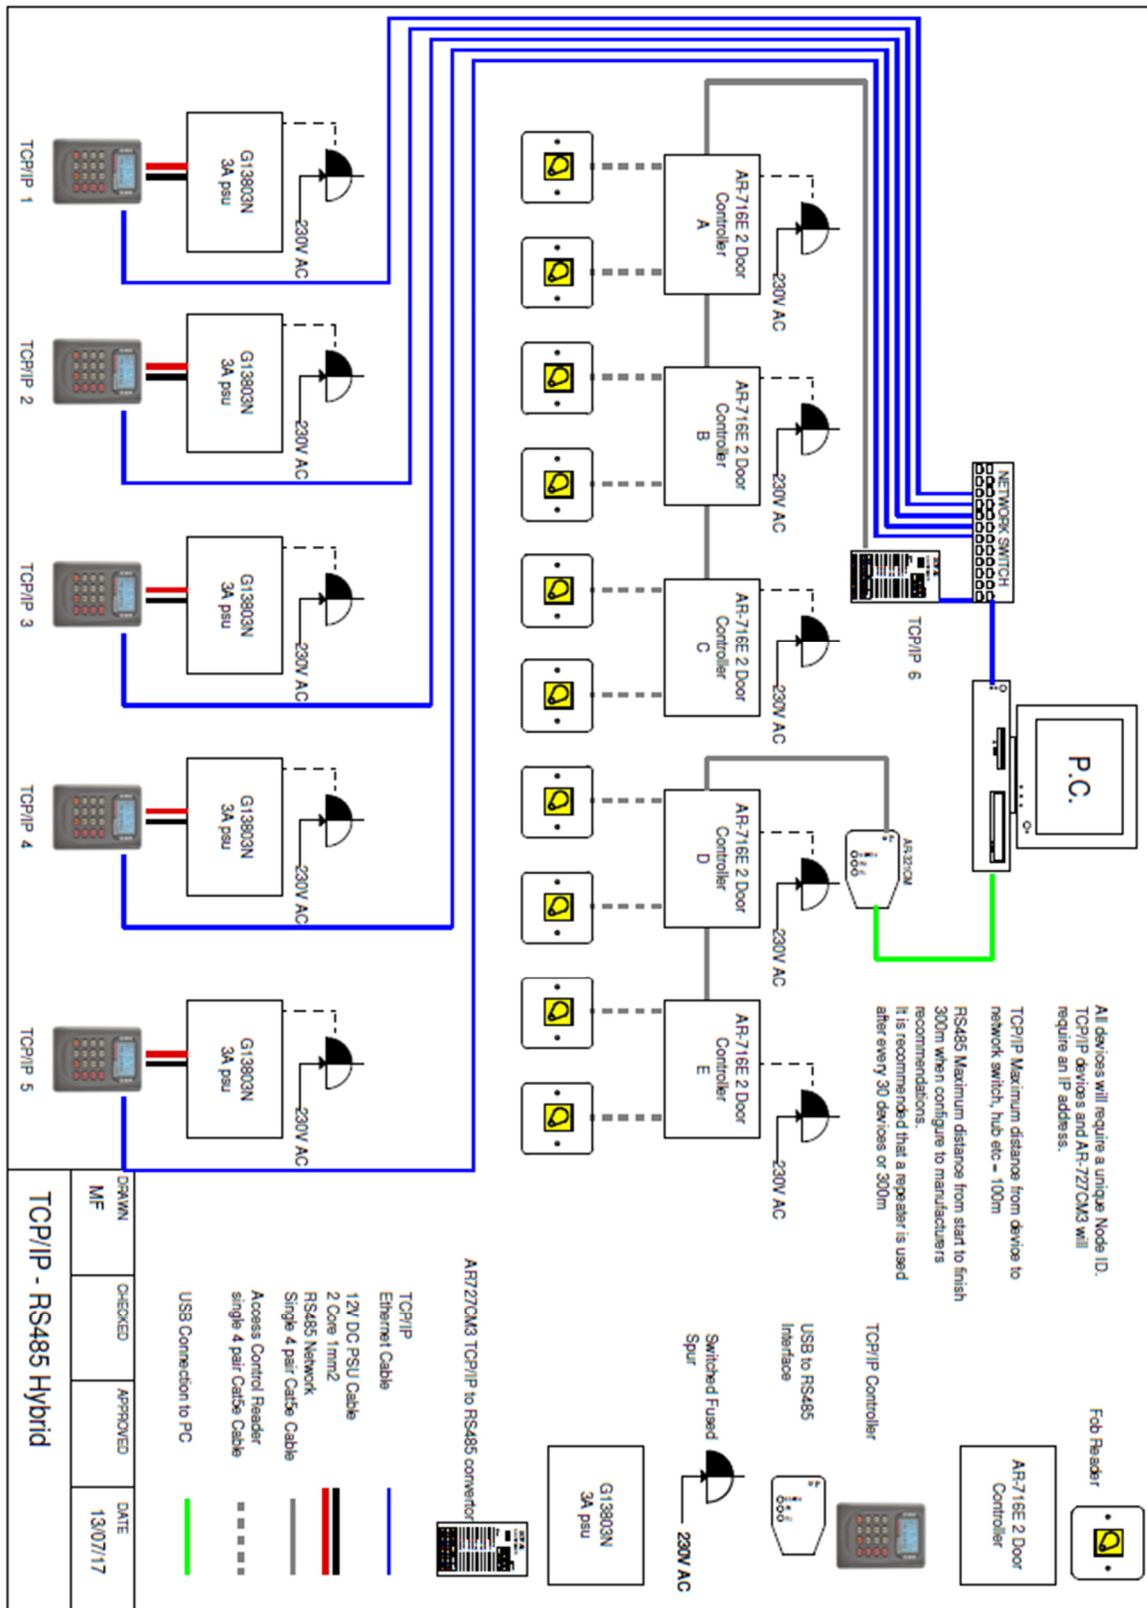 NETWORK SWITCH
P.C.
TCP/IP 6
AR-321CM
AR-716E 2 Door
Controller
A
230V AC
AR-716E 2 Door
Controller
B
230V AC
AR-716E 2 Door
Controller
C
230V AC
AR-716E 2 Door
Controller
D
230V AC
AR-716E 2 Door
Controller
E
230V AC
G13803N
3A psu
230V AC
TCP/IP 1
G13803N
3A psu
230V AC
TCP/IP 2
G13803N
3A psu
230V AC
TCP/IP 3
G13803N
3A psu
230V AC
TCP/IP 4
G13803N
3A psu
230V AC
TCP/IP 5
All devices will require a unique Node ID.
TCP/IP devices and AR-727CM3 will
require an IP address.
TCP/IP Maximum distance from device to
network switch, hub etc = 100m
RS485 Maximum distance from start to finish
300m when configure to manufacturers
recommendations.
It is recommended that a repeater is used
after every 30 devices or 300m
Fob Reader
AR-716E 2 Door
Controller
TCP/IP Controller
USB to RS485
Interface
Switched Fused
Spur
230V AC
G13803N
3A psu
AR727CM3 TCP/IP to RS485 convertor
TCP/IP
Ethernet Cable
12V DC PSU Cable
2 Core 1mm2
RS485 Network
Single 4 pair Cat5e Cable
Access Control Reader
single 4 pair Cat5e Cable
USB Connection to PC
DRAWN
MF
CHECKED
APPROVED
DATE
13/07/17
TCP/IP - RS485 Hybrid